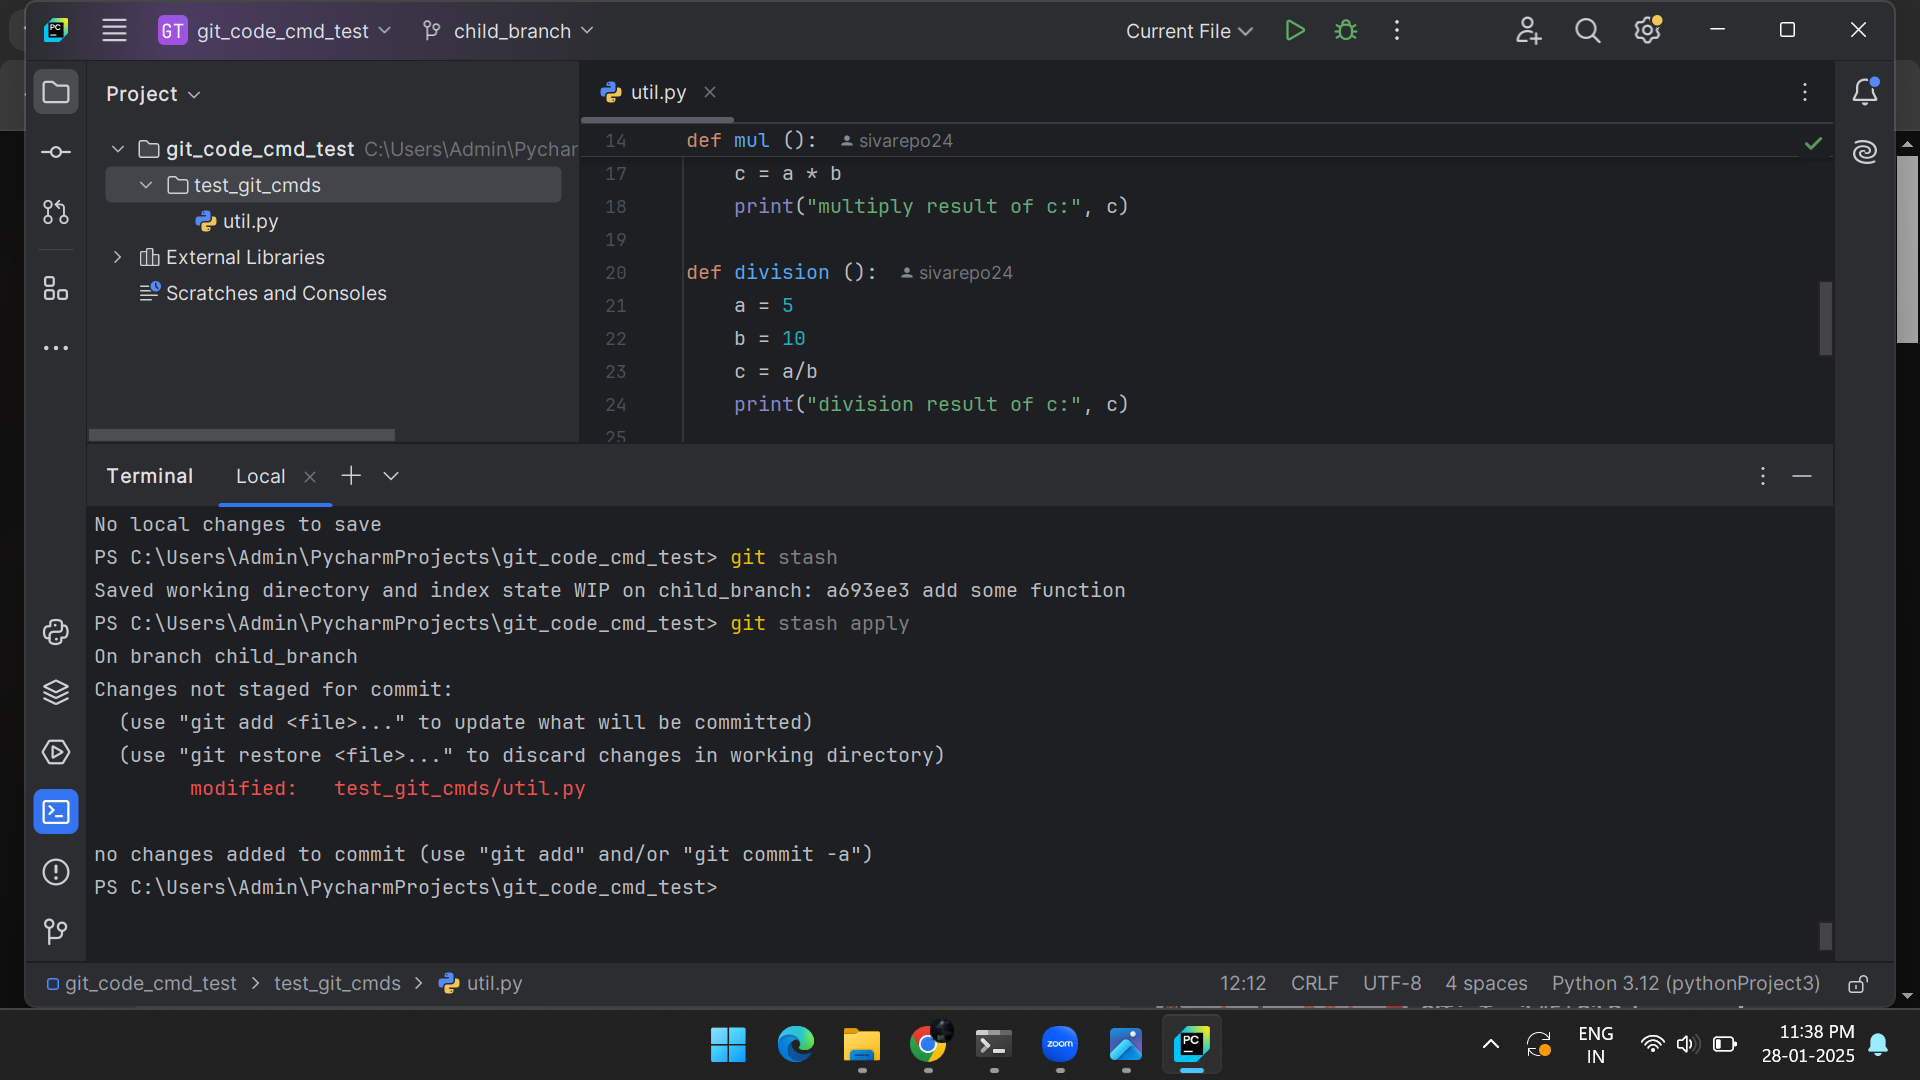 PC
GT git_code_cmd_test child_branch Current File
Project
git_code_cmd_test C:\Users\Admin\Pychar
test_git_cmds
util.py
External Libraries
Scratches and Consoles
util.py
14 def mul (): sivarepo24
17 c = a * b
18 print("multiply result of c:", c)
19
20 def division (): sivarepo24
21 a = 5
22 b = 10
23 c = a/b
24 print("division result of c:", c)
25
Terminal Local
No local changes to save
PS C:\Users\Admin\PycharmProjects\git_code_cmd_test> git stash
Saved working directory and index state WIP on child_branch: a693ee3 add some function
PS C:\Users\Admin\PycharmProjects\git_code_cmd_test> git stash apply
On branch child_branch
Changes not staged for commit:
(use "git add <file>..." to update what will be committed)
(use "git restore <file>..." to discard changes in working directory)
modified: test_git_cmds/util.py
no changes added to commit (use "git add" and/or "git commit -a")
PS C:\Users\Admin\PycharmProjects\git_code_cmd_test>
git_code_cmd_test > test_git_cmds > util.py 12:12 CRLF UTF-8 4 spaces Python 3.12 (pythonProject3)
zoom
PC
ENG
IN
11:38 PM
28-01-2025